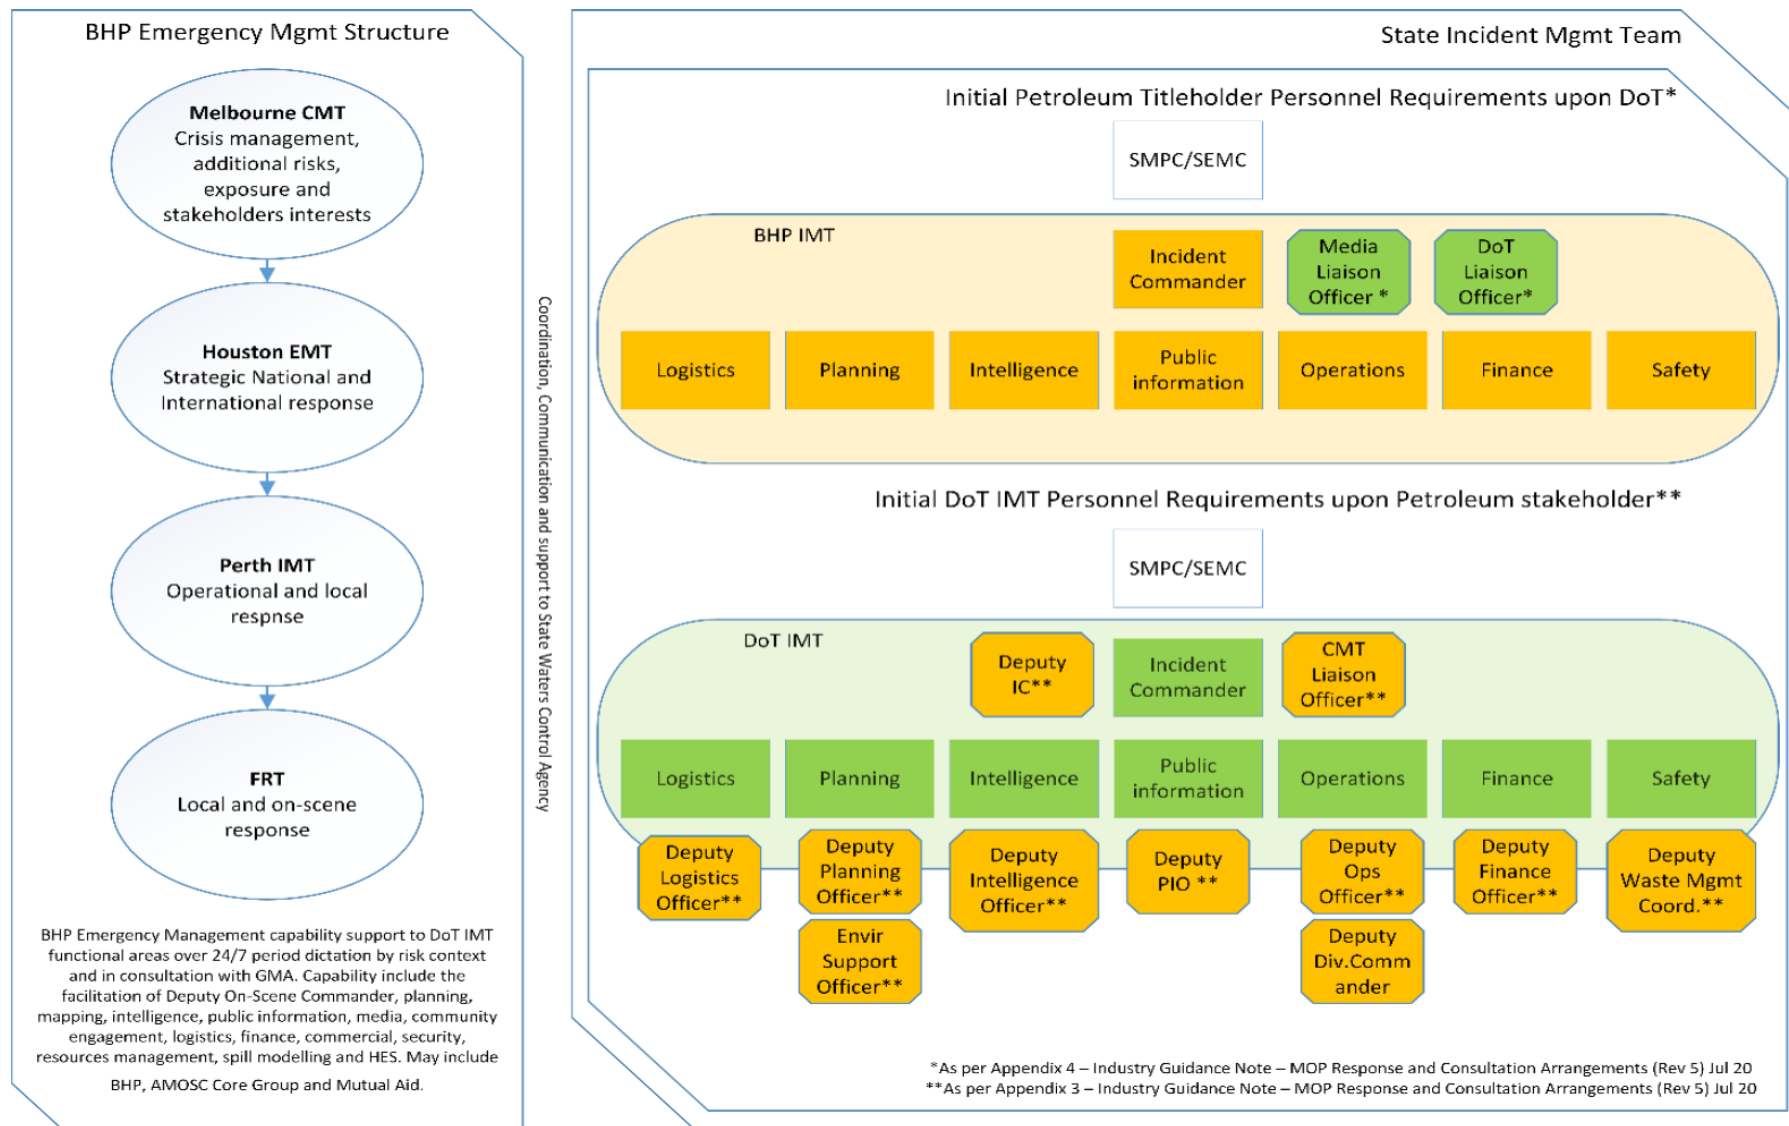 BHP Emergency Mgmt Structure
Melbourne CMT
Crisis management,
additional risks,
exposure and
stakeholders interests
Houston EMT
Strategic National and
International response
Perth IMT
Operational and local
respnse
FRT
Local and on-scene
response
BHP Emergency Management capability support to DoT IMT
functional areas over 24/7 period dictation by risk context
and in consultation with GMA. Capability include the
facilitation of Deputy On-Scene Commander, planning,
mapping, intelligence, public information, media, community
engagement, logistics, finance, commercial, security,
resources management, spill modelling and HES. May include
BHP, AMOSC Core Group and Mutual Aid.
Coordination, Communication and support to State Waters Control Agency
State Incident Mgmt Team
Initial Petroleum Titleholder Personnel Requirements upon DoT*
SMPC/SEMC
BHP IMT
Incident
Commander
Media
Liaison
Officer *
DoT
Liaison
Officer*
Logistics
Planning
Intelligence
Public
information
Operations
Finance
Safety
Initial DoT IMT Personnel Requirements upon Petroleum stakeholder**
SMPC/SEMC
DoT IMT
Deputy
IC**
Incident
Commander
CMT
Liaison
Officer**
Logistics
Planning
Intelligence
Public
information
Operations
Finance
Safety
Deputy
Logistics
Officer**
Deputy
Planning
Officer**
Deputy
Intelligence
Officer**
Deputy
PIO **
Deputy
Ops
Officer**
Deputy
Finance
Officer**
Deputy
Waste Mgmt
Coord.**
Envir
Support
Officer**
Deputy
Div.Comm
ander
*As per Appendix 4 – Industry Guidance Note – MOP Response and Consultation Arrangements (Rev 5) Jul 20
**As per Appendix 3 – Industry Guidance Note – MOP Response and Consultation Arrangements (Rev 5) Jul 20